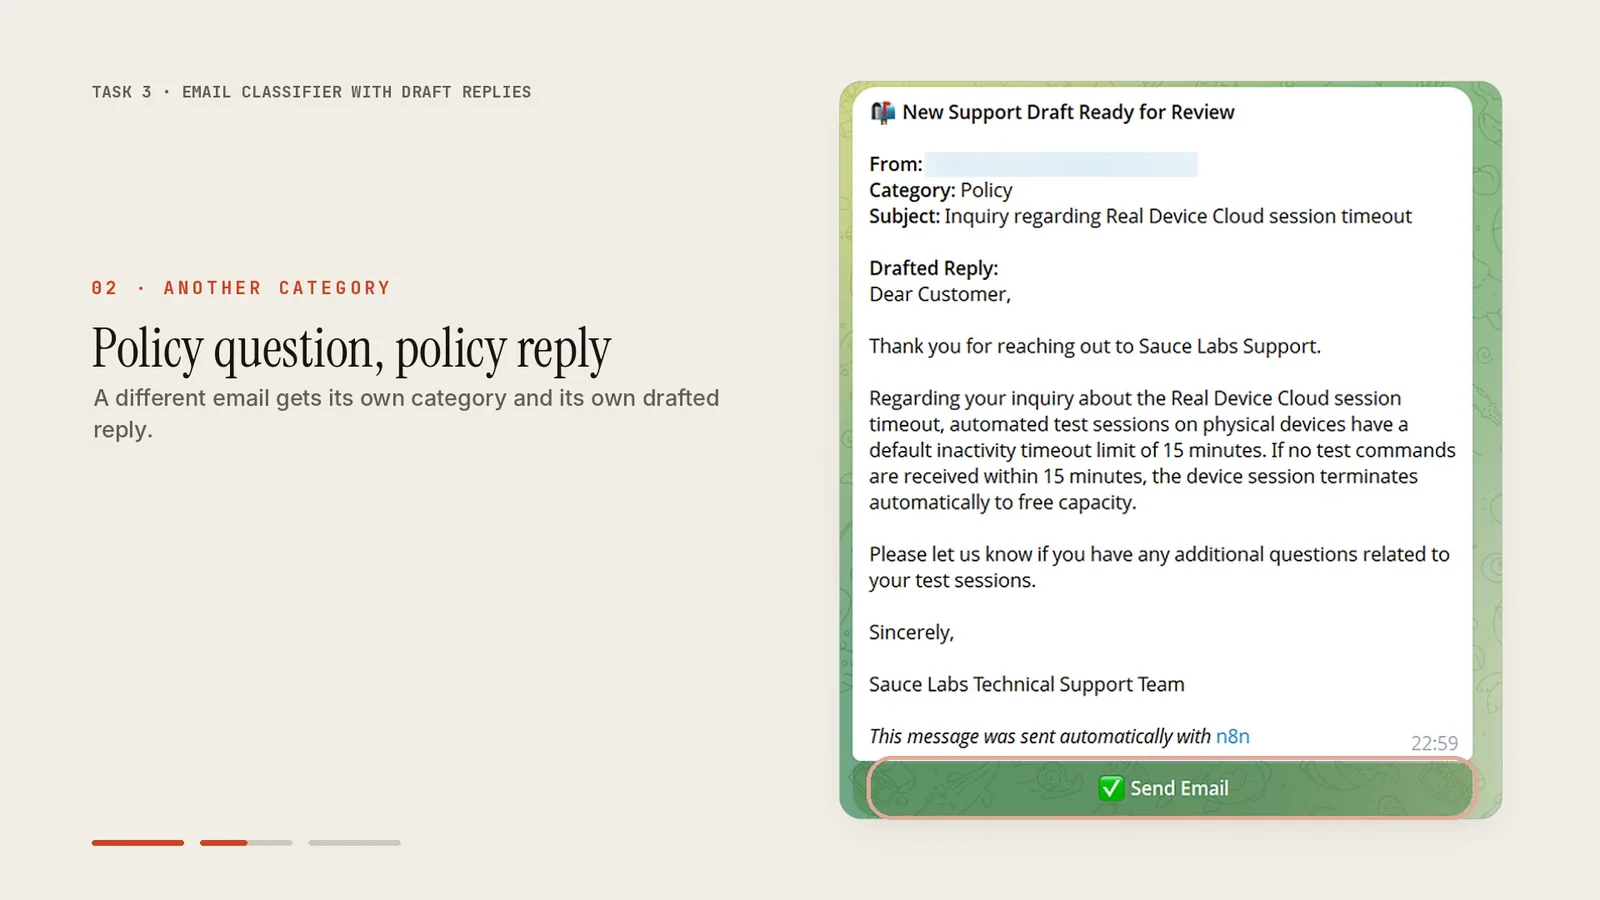 TASK 3 · EMAIL CLASSIFIER WITH DRAFT REPLIES
02 · ANOTHER CATEGORY
Policy question, policy reply
A different email gets its own category and its own drafted
reply.
📬 New Support Draft Ready for Review
From:
Category: Policy
Subject: Inquiry regarding Real Device Cloud session timeout
Drafted Reply:
Dear Customer,
Thank you for reaching out to Sauce Labs Support.
Regarding your inquiry about the Real Device Cloud session
timeout, automated test sessions on physical devices have a
default inactivity timeout limit of 15 minutes. If no test commands
are received within 15 minutes, the device session terminates
automatically to free capacity.
Please let us know if you have any additional questions related to
your test sessions.
Sincerely,
Sauce Labs Technical Support Team
This message was sent automatically with n8n
22:59
✅ Send Email